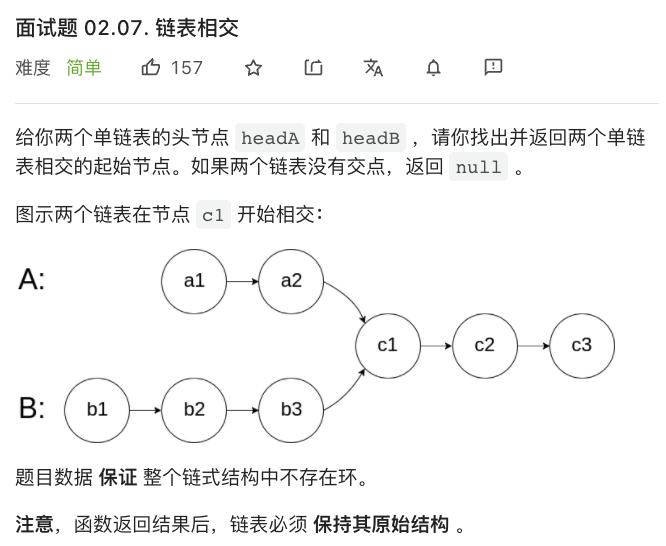 面试题 02.07. 链表相交
难度 简单 157
给你两个单链表的头节点 headA 和 headB ，请你找出并返回两个单链
表相交的起始节点。如果两个链表没有交点，返回 null 。
图示两个链表在节点 c1 开始相交：
A: a1 a2
c1 c2 c3
B: b1 b2 b3
题目数据 保证 整个链式结构中不存在环。
注意，函数返回结果后，链表必须 保持其原始结构 。